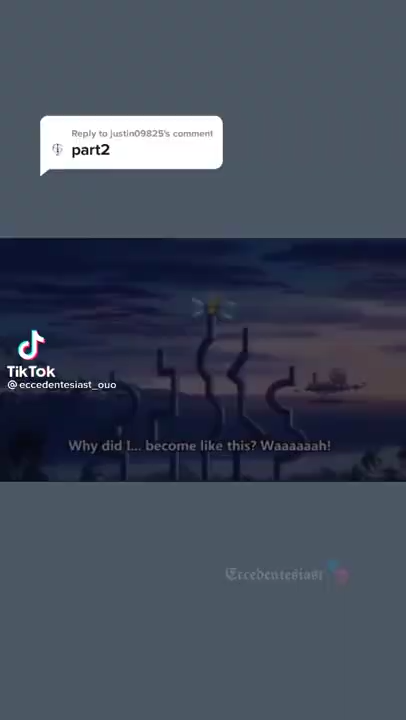 Reply to justin09825's comment
part2
TikTok
@eccedentesiast_ouo
Why did I... become like this? Waaaaaah!
Eccedentesiast